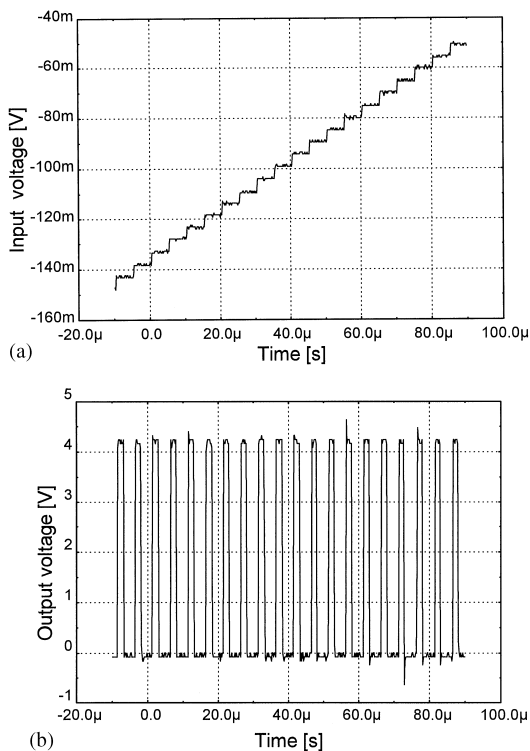 -40m
-60m
-80m
-100m
-120m
-140m
-160m
Input voltage [V]
-20.0µ 0.0 20.0µ 40.0µ 60.0µ 80.0µ 100.0µ
Time [s]
(a)
5
4
3
2
1
0
-1
Output voltage [V]
-20.0µ 0.0 20.0µ 40.0µ 60.0µ 80.0µ 100.0µ
Time [s]
(b)